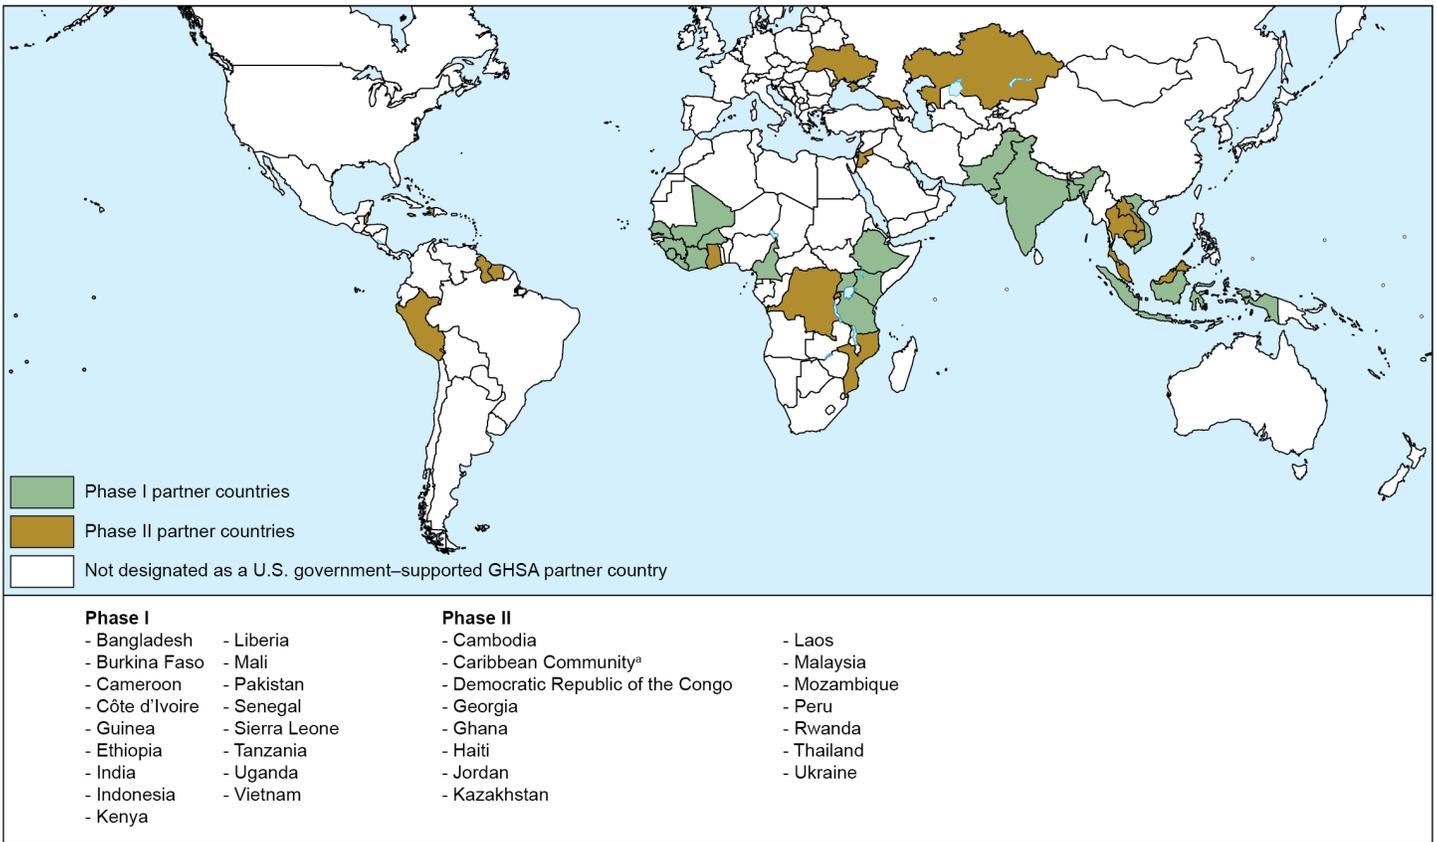 Phase I partner countries
Phase II partner countries
Not designated as a U.S. government–supported GHSA partner country
Phase I
- Bangladesh
- Burkina Faso
- Cameroon
- Côte d’Ivoire
- Guinea
- Ethiopia
- India
- Indonesia
- Kenya
- Liberia
- Mali
- Pakistan
- Senegal
- Sierra Leone
- Tanzania
- Uganda
- Vietnam
Phase II
- Cambodia
- Caribbean Communityᵃ
- Democratic Republic of the Congo
- Georgia
- Ghana
- Haiti
- Jordan
- Kazakhstan
- Laos
- Malaysia
- Mozambique
- Peru
- Rwanda
- Thailand
- Ukraine